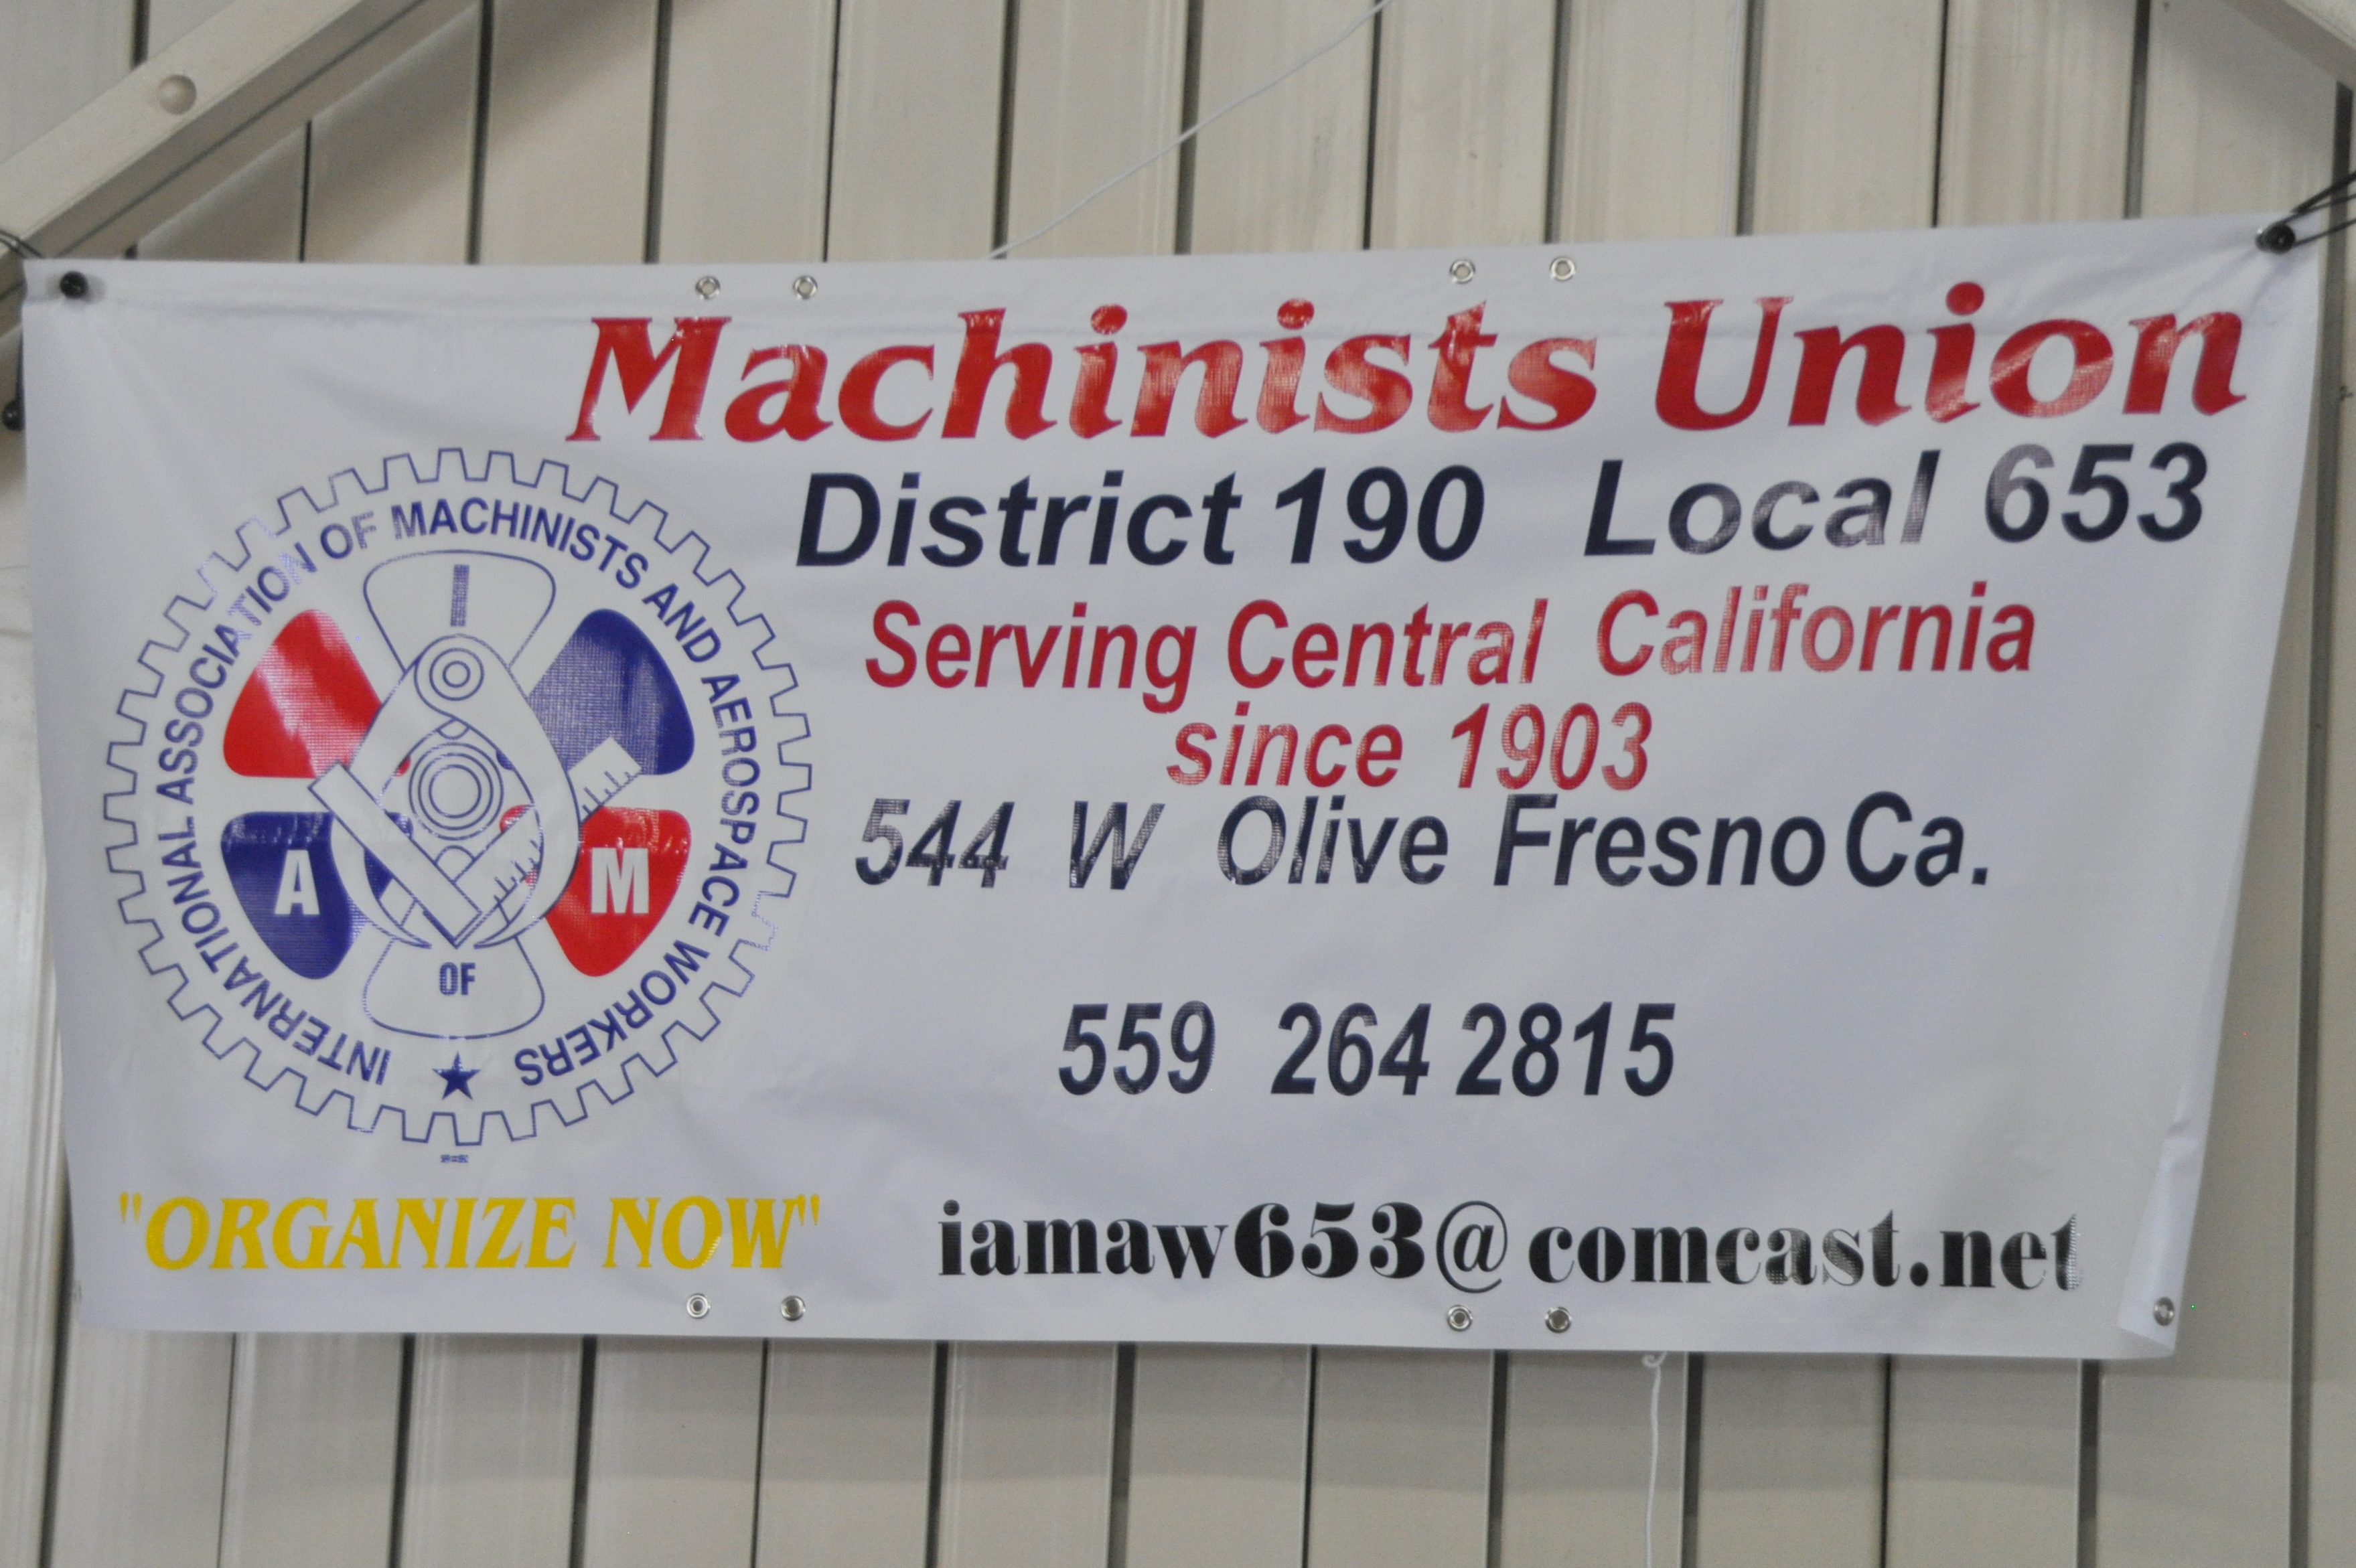 Machinists Union
District 190 Local 653
Serving Central California
since 1903
544 W Olive Fresno Ca.
559 264 2815
INTERNATIONAL ASSOCIATION OF MACHINISTS AND AEROSPACE WORKERS
I
A
M
OF
"ORGANIZE NOW"
iamaw653@comcast.net